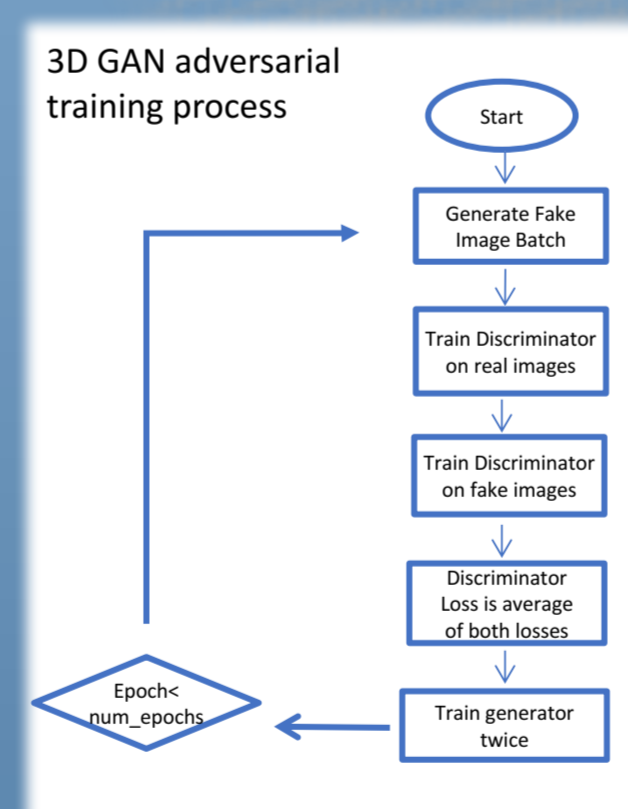 3D GAN adversarial
training process
Start
Generate Fake
Image Batch
Train Discriminator
on real images
Train Discriminator
on fake images
Discriminator
Loss is average
of both losses
Train generator
twice
Epoch<
num_epochs